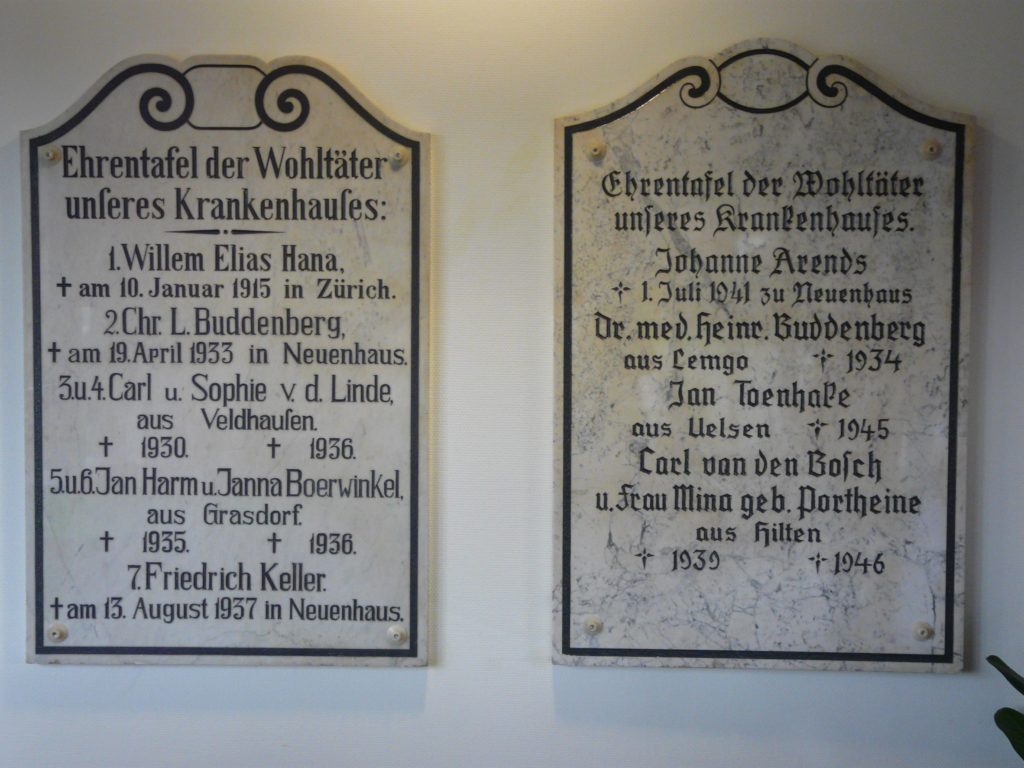 Ehrentafel der Wohltäter
unſeres Krankenhauſes:
1. Willem Elias Hana,
✝ am 10. Januar 1915 in Zürich.
2. Chr. L. Buddenberg,
✝ am 19. April 1933 in Neuenhaus.
3.u.4. Carl u. Sophie v. d. Linde,
aus Veldhauſen.
✝ 1930. ✝ 1936.
5.u.6. Jan Harm u. Janna Boerwinkel,
aus Grasdorf.
✝ 1935. ✝ 1936.
7. Friedrich Keller.
✝ am 13. August 1937 in Neuenhaus.
Ehrentafel der Wohltäter
unſeres Krankenhauſes.
Johanne Arends
✝ 1. Juli 1941 zu Neuenhaus
Dr. med. Heinr. Buddenberg
aus Lemgo ✝ 1934
Jan Toenhake
aus Uelsen ✝ 1945
Carl van den Boſch
u. Frau Mina geb. Portheine
aus Hilten
✝ 1939 ✝ 1946